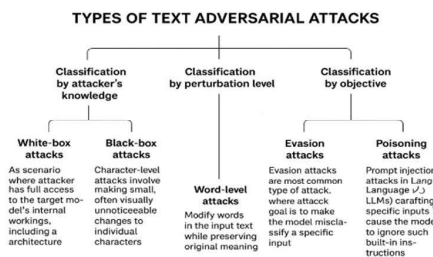 TYPES OF TEXT ADVERSARIAL ATTACKS
Classification
by attacker's
knowledge
Classification
by perturbation level
Classification
by objective
White-box
attacks
As scenario
where attacker
has full access
to the target mo-
del's internal
workings,
including a
architecture
Black-box
attacks
Character-level
attacks involve
making small,
often visually
unnoticeeable
changes to
individual
characters
Word-level
attacks
Modify words
in the input text
while preserving
original meaning
Evasion
attacks
Evasion attacks
are most common
type of attack.
where attacck
goal is to make
the model miscla-
ssify a specific
input
Poisoning
attacks
Prompt injection
attacks in Lang
Language
LLMs) carafting
specific inputs
cause the mode
to ignore such
built-in ins-
tructions